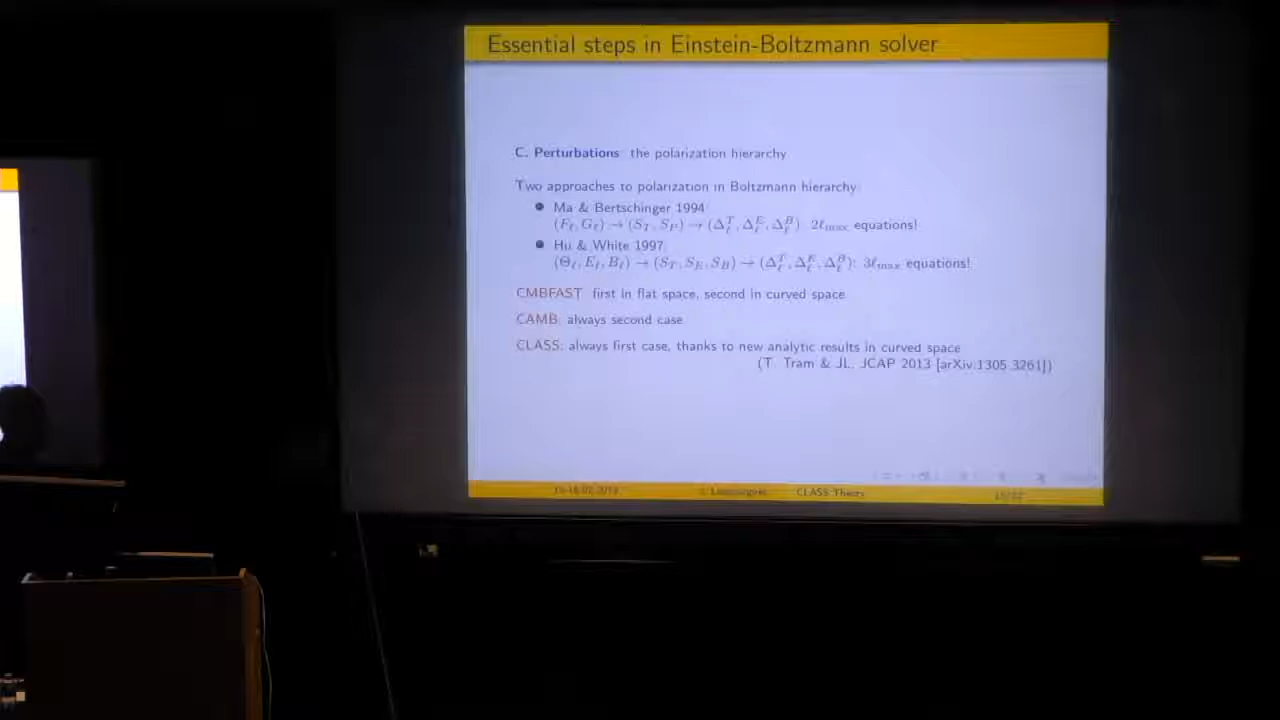 Essential steps in Einstein-Boltzmann solver
C. Perturbations: the polarization hierarchy
Two approaches to polarization in Boltzmann hierarchy:
● Ma & Bertschinger 1994:
(F_ℓ, G_ℓ) → (S_T, S_P) → (Δ_ℓ^T, Δ_ℓ^E, Δ_ℓ^B): 2ℓ_max equations!
● Hu & White 1997:
(Θ_ℓ, E_ℓ, B_ℓ) → (S_T, S_E, S_B) → (Δ_ℓ^T, Δ_ℓ^E, Δ_ℓ^B): 3ℓ_max equations!
CMBFAST: first in flat space, second in curved space
CAMB: always second case
CLASS: always first case, thanks to new analytic results in curved space
(T. Tram & JL, JCAP 2013 [arXiv:1305.3261])
CLASS Theory